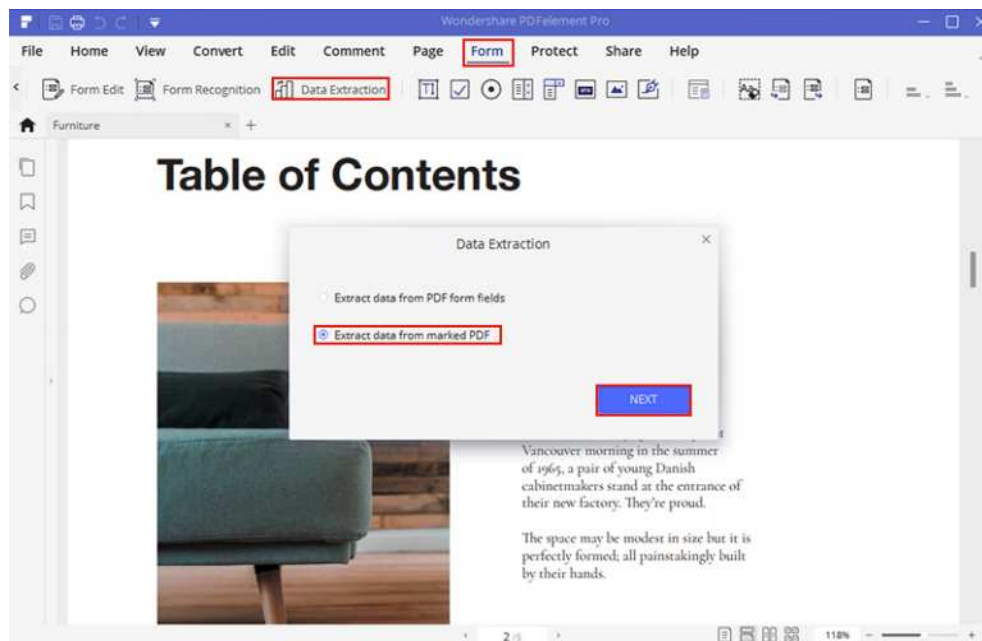 Wondershare PDFelement Pro
File Home View Convert Edit Comment Page Form Protect Share Help
Form Edit Form Recognition Data Extraction
Furniture
Table of Contents
Data Extraction
Extract data from PDF form fields
Extract data from marked PDF
NEXT
Vancouver morning in the summer
of 1965, a pair of young Danish
cabinetmakers stand at the entrance of
their new factory. They're proud.
The space may be modest in size but it is
perfectly formed; all painstakingly built
by their hands.
2 /5 118%